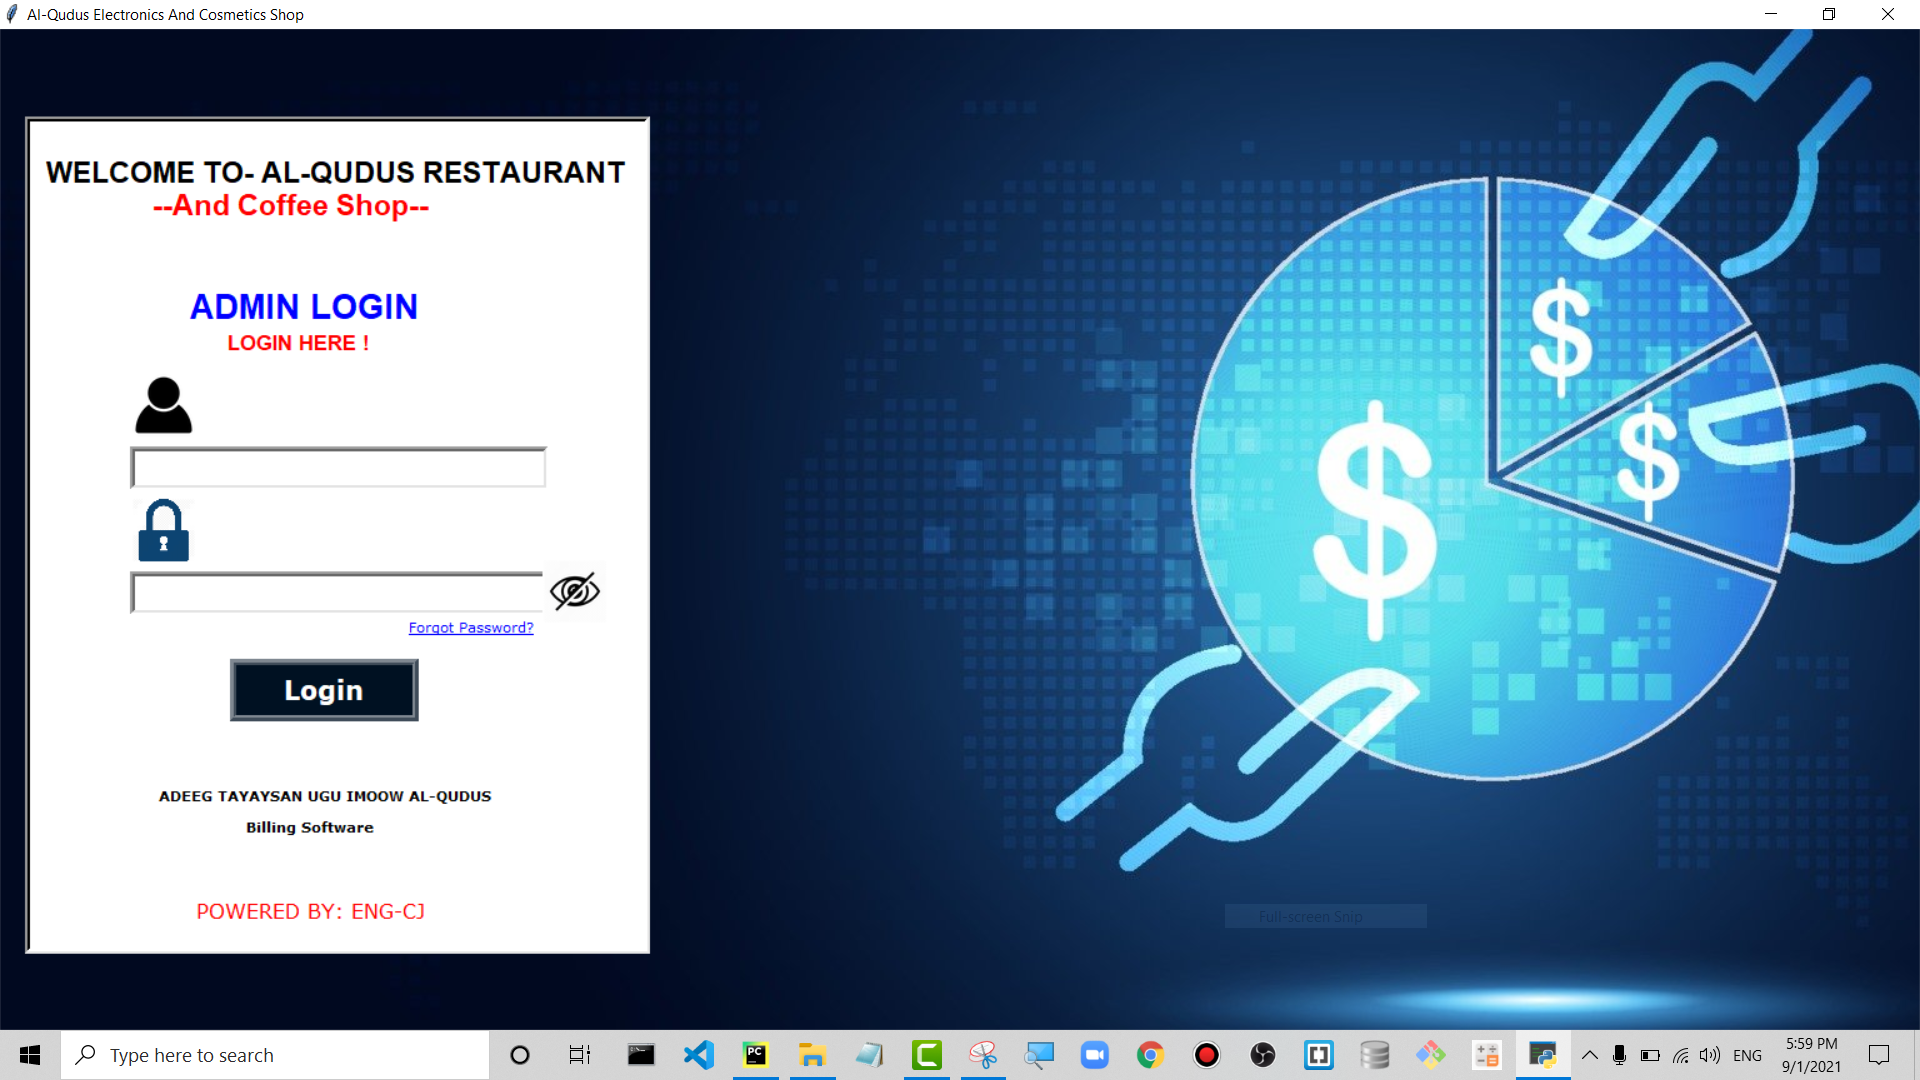 Al-Qudus Electronics And Cosmetics Shop
WELCOME TO- AL-QUDUS RESTAURANT
--And Coffee Shop--
ADMIN LOGIN
LOGIN HERE !
Forgot Password?
Login
ADEEG TAYAYSAN UGU IMOOW AL-QUDUS
Billing Software
POWERED BY: ENG-CJ
$
$
$
Full-screen Snip
Type here to search
PC
ENG
5:59 PM
9/1/2021